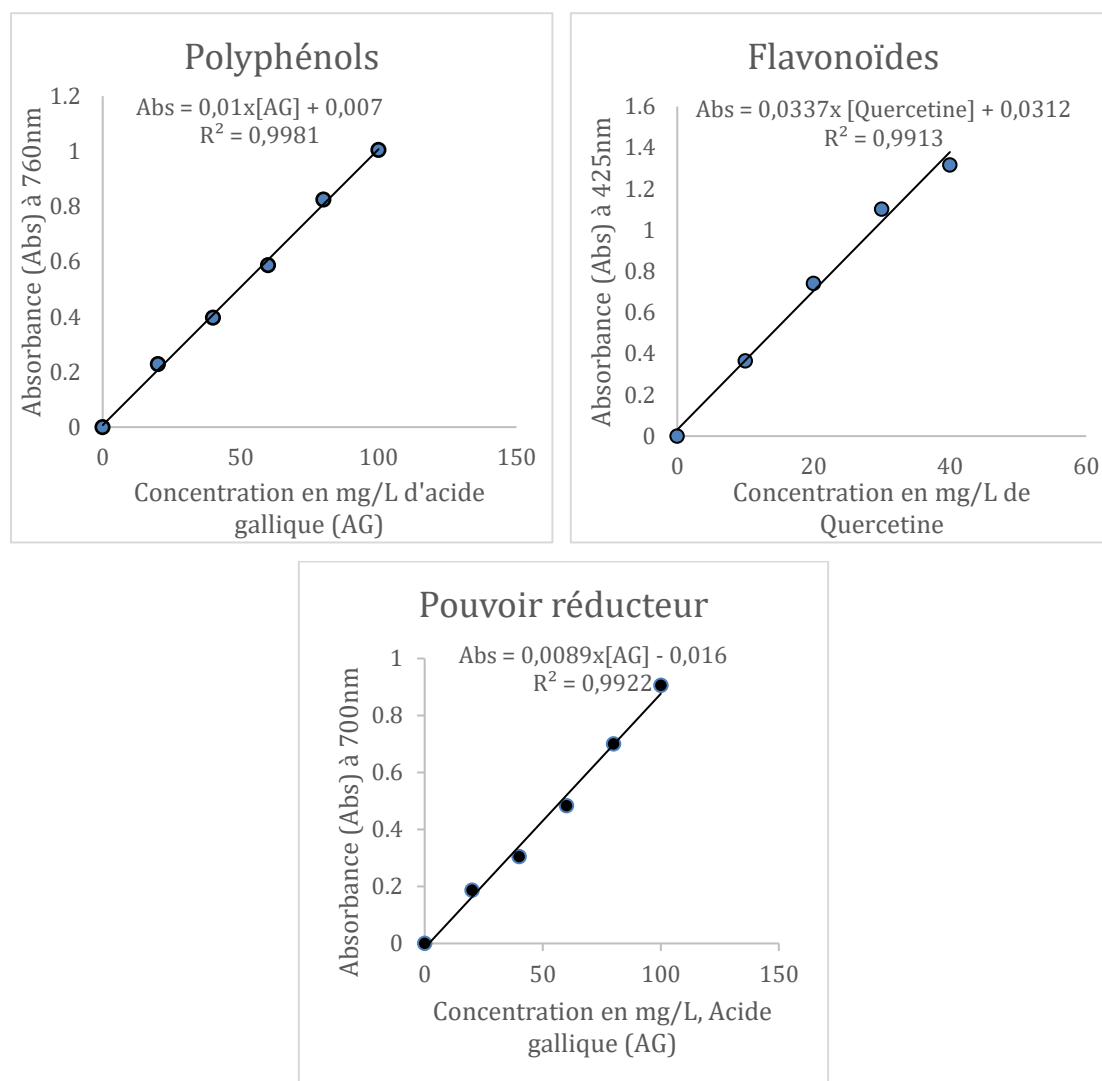 Polyphénols
Abs = 0,01x[AG] + 0,007
R² = 0,9981
Absorbance (Abs) à 760nm
1.2
1
0.8
0.6
0.4
0.2
0
0
50
100
150
Concentration en mg/L d'acide
gallique (AG)
Flavonoïdes
Abs = 0,0337x [Quercetine] + 0,0312
R² = 0,9913
Absorbance (Abs) à 425nm
1.6
1.4
1.2
1
0.8
0.6
0.4
0.2
0
0
20
40
60
Concentration en mg/L de
Quercetine
Pouvoir réducteur
Abs = 0,0089x[AG] - 0,016
R² = 0,9922
Absorbance (Abs) à 700nm
1
0.8
0.6
0.4
0.2
0
0
50
100
150
Concentration en mg/L, Acide
gallique (AG)